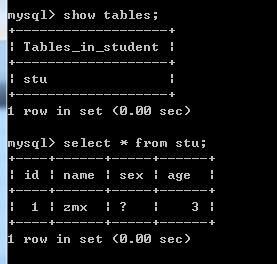 mysql> show tables;
+-------------------+
| Tables_in_student |
+-------------------+
| stu               |
+-------------------+
1 row in set (0.00 sec)
mysql> select * from stu;
+----+------+-----+------+
| id | name | sex | age  |
+----+------+-----+------+
|  1 | zmx  | ?   |    3 |
+----+------+-----+------+
1 row in set (0.00 sec)